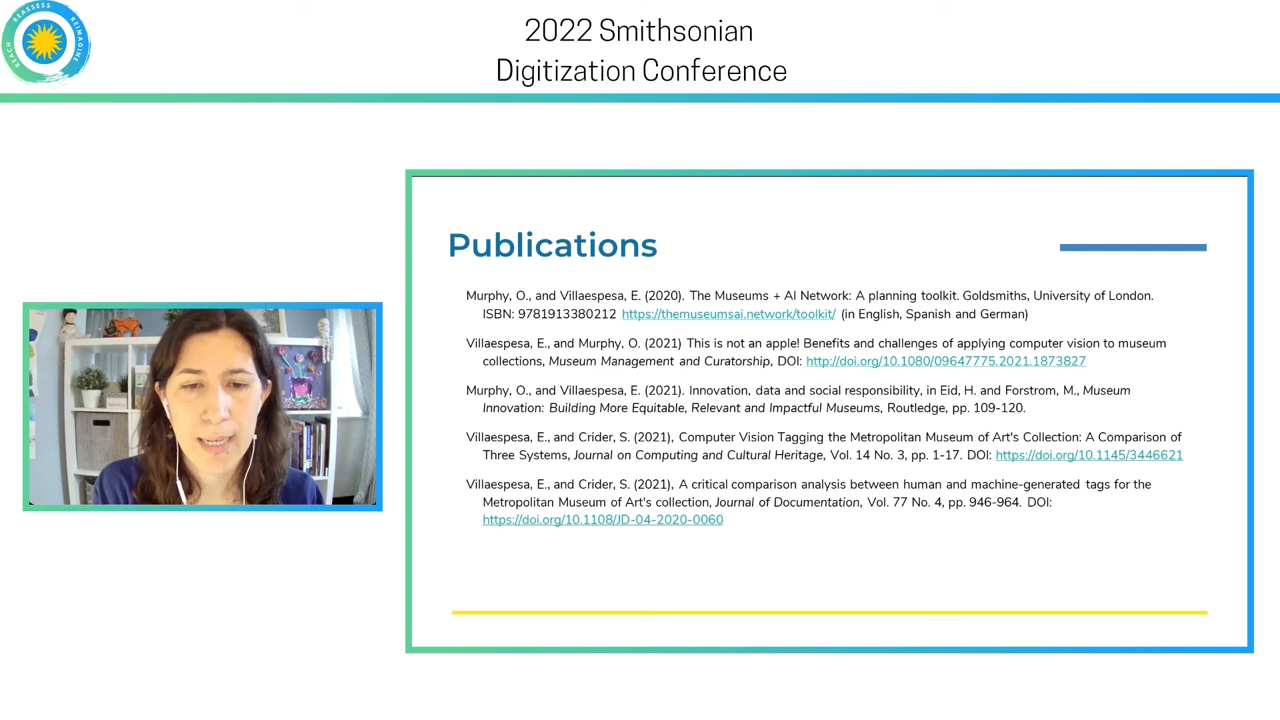 REACH REASSESS REIMAGINE
2022 Smithsonian
Digitization Conference
Publications
Murphy, O., and Villaespesa, E. (2020). The Museums + AI Network: A planning toolkit. Goldsmiths, University of London.
ISBN: 9781913380212 https://themuseumsai.network/toolkit/ (in English, Spanish and German)
Villaespesa, E., and Murphy, O. (2021) This is not an apple! Benefits and challenges of applying computer vision to museum
collections, Museum Management and Curatorship, DOI: http://doi.org/10.1080/09647775.2021.1873827
Murphy, O., and Villaespesa, E. (2021). Innovation, data and social responsibility, in Eid, H. and Forstrom, M., Museum
Innovation: Building More Equitable, Relevant and Impactful Museums, Routledge, pp. 109-120.
Villaespesa, E., and Crider, S. (2021), Computer Vision Tagging the Metropolitan Museum of Art's Collection: A Comparison of
Three Systems, Journal on Computing and Cultural Heritage, Vol. 14 No. 3, pp. 1-17. DOI: https://doi.org/10.1145/3446621
Villaespesa, E., and Crider, S. (2021), A critical comparison analysis between human and machine-generated tags for the
Metropolitan Museum of Art's collection, Journal of Documentation, Vol. 77 No. 4, pp. 946-964. DOI:
https://doi.org/10.1108/JD-04-2020-0060